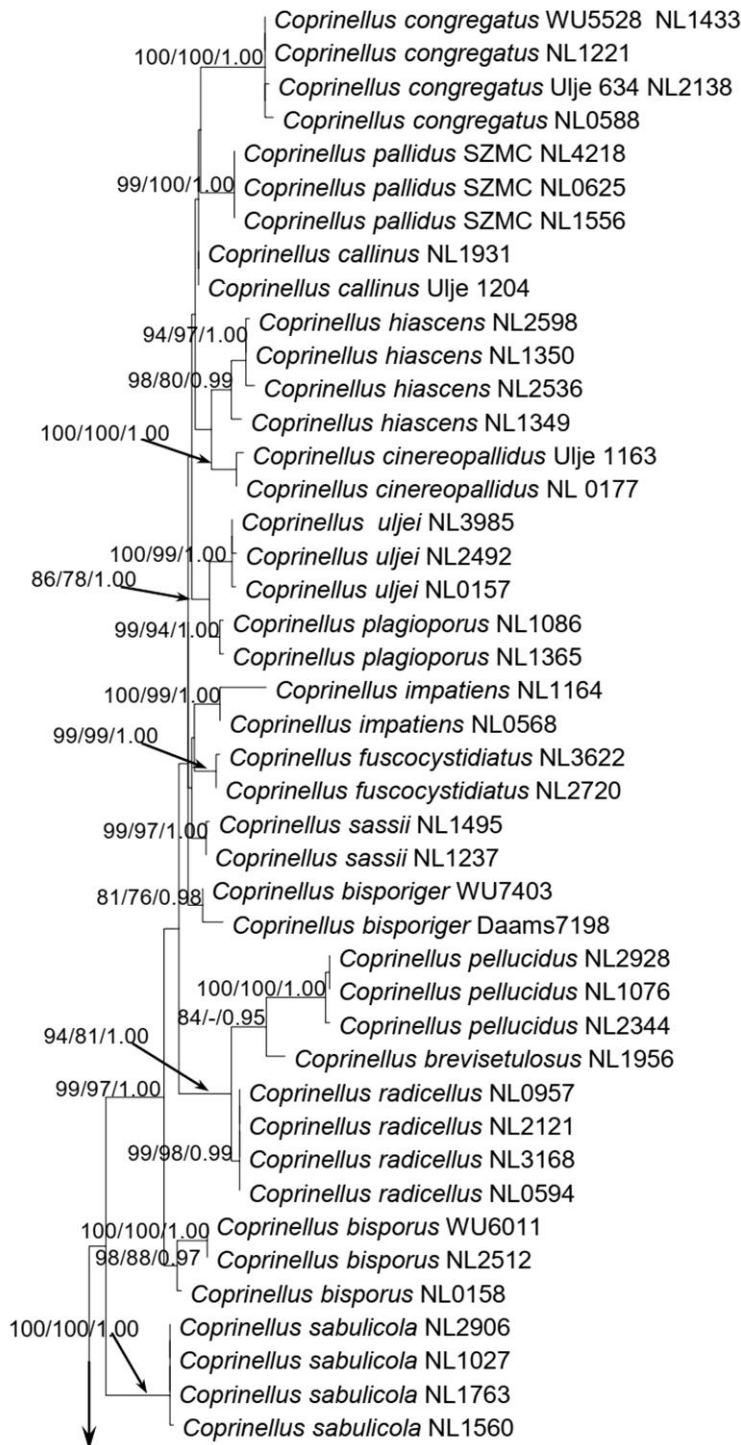 Coprinellus congregatus WU5528 NL1433
100/100/1.00
Coprinellus congregatus NL1221
Coprinellus congregatus Ulje 634 NL2138
Coprinellus congregatus NL0588
Coprinellus pallidus SZMC NL4218
99/100/1.00
Coprinellus pallidus SZMC NL0625
Coprinellus pallidus SZMC NL1556
Coprinellus callinus NL1931
Coprinellus callinus Ulje 1204
Coprinellus hiascens NL2598
94/97/1.00
Coprinellus hiascens NL1350
98/80/0.99
Coprinellus hiascens NL2536
Coprinellus hiascens NL1349
100/100/1.00
Coprinellus cinereopallidus Ulje 1163
Coprinellus cinereopallidus NL 0177
Coprinellus uljei NL3985
100/99/1.00
Coprinellus uljei NL2492
86/78/1.00
Coprinellus uljei NL0157
99/94/1.00
Coprinellus plagioporus NL1086
Coprinellus plagioporus NL1365
100/99/1.00
Coprinellus impatiens NL1164
Coprinellus impatiens NL0568
99/99/1.00
Coprinellus fuscocystidiatus NL3622
Coprinellus fuscocystidiatus NL2720
99/97/1.00
Coprinellus sassii NL1495
Coprinellus sassii NL1237
81/76/0.98
Coprinellus bisporiger WU7403
Coprinellus bisporiger Daams7198
Coprinellus pellucidus NL2928
100/100/1.00
Coprinellus pellucidus NL1076
84/-/0.95
Coprinellus pellucidus NL2344
94/81/1.00
Coprinellus brevisetulosus NL1956
99/97/1.00
Coprinellus radicellus NL0957
Coprinellus radicellus NL2121
99/98/0.99
Coprinellus radicellus NL3168
Coprinellus radicellus NL0594
100/100/1.00
Coprinellus bisporus WU6011
98/88/0.97
Coprinellus bisporus NL2512
Coprinellus bisporus NL0158
100/100/1.00
Coprinellus sabulicola NL2906
Coprinellus sabulicola NL1027
Coprinellus sabulicola NL1763
Coprinellus sabulicola NL1560